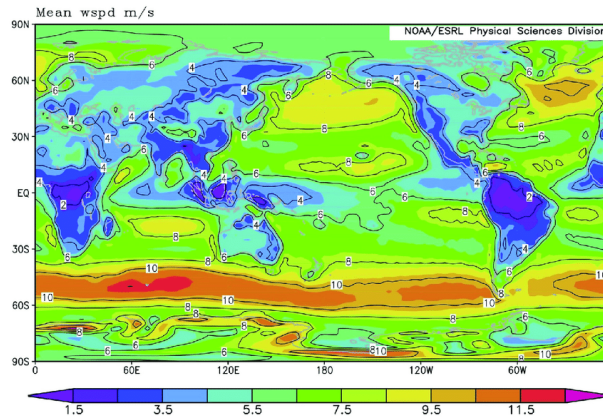 Mean wspd m/s
NOAA/ESRL Physical Sciences Division
90N
60N
30N
EQ
30S
60S
90S
0 60E 120E 180 120W 60W
1.5 3.5 5.5 7.5 9.5 11.5